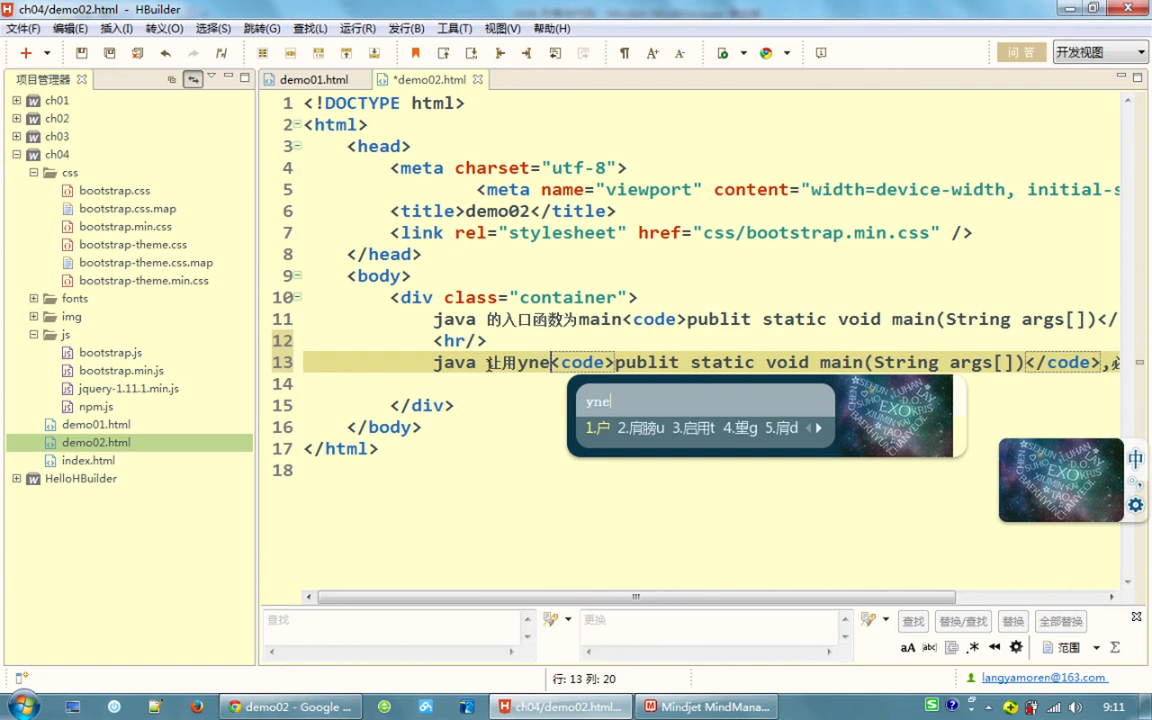 ch04/demo02.html - HBuilder
文件(F) 编辑(E) 插入(I) 转义(O) 选择(S) 跳转(G) 查找(L) 运行(R) 发行(B) 工具(T) 视图(V) 帮助(H)
问 答 开发视图
项目管理器 demo01.html *demo02.html
ch01
ch02
ch03
ch04
css
bootstrap.css
bootstrap.css.map
bootstrap.min.css
bootstrap-theme.css
bootstrap-theme.css.map
bootstrap-theme.min.css
fonts
img
js
bootstrap.js
bootstrap.min.js
jquery-1.11.1.min.js
npm.js
demo01.html
demo02.html
index.html
HelloHBuilder
1 <!DOCTYPE html>
2 <html>
3 <head>
4 <meta charset="utf-8">
5 <meta name="viewport" content="width=device-width, initial-s
6 <title>demo02</title>
7 <link rel="stylesheet" href="css/bootstrap.min.css" />
8 </head>
9 <body>
10 <div class="container">
11 java 的入口函数为main<code>publit static void main(String args[])</
12 <hr/>
13 java 让用yne<code>publit static void main(String args[])</code>,必
14
15 </div>
16 </body>
17 </html>
18
yne
1.户 2.肩膀u 3.启用t 4.望g 5.肩d
中
查找 更换 查找 替换/查找 替换 全部替换
范围
行: 13 列: 20 langyamoren@163.com
demo02 - Google ... ch04/demo02.html... Mindjet MindMana... 9:11